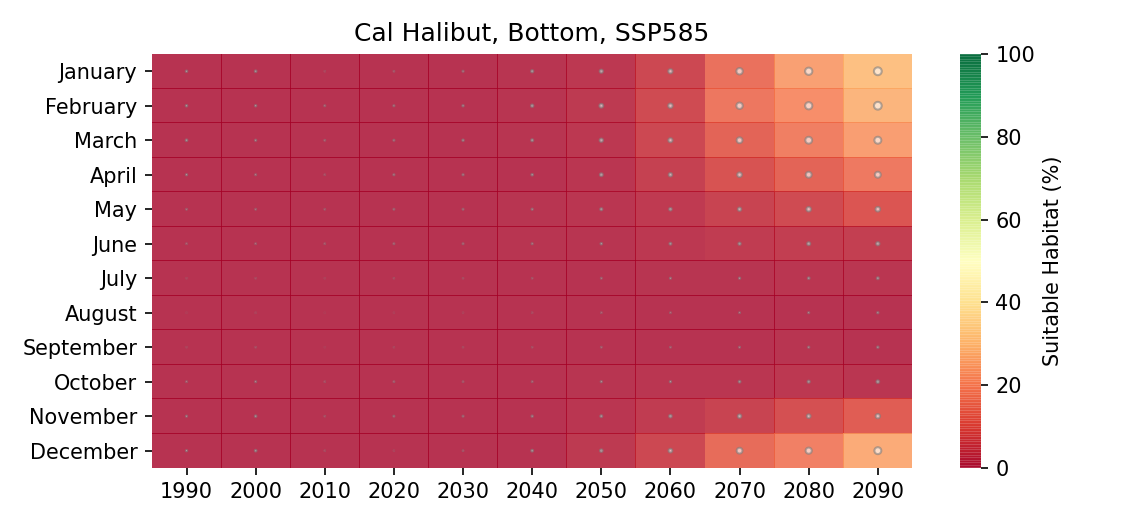 Cal Halibut, Bottom, SSP585
January
February
March
April
May
June
July
August
September
October
November
December
1990 2000 2010 2020 2030 2040 2050 2060 2070 2080 2090
100
80
60
40
20
0
Suitable Habitat (%)